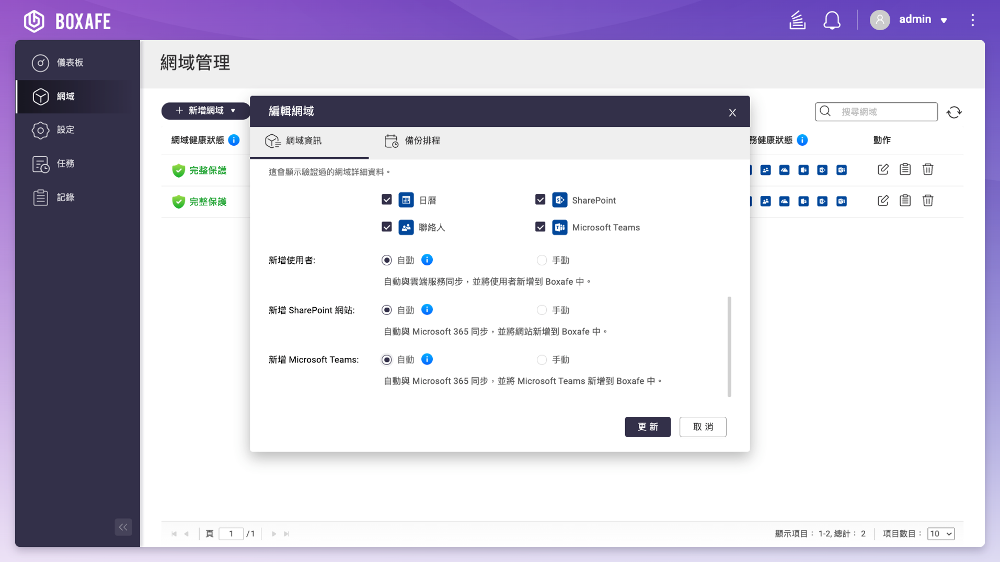 BOXAFE
admin
儀表板
網域
設定
任務
記錄
網域管理
新增網域
搜尋網域
網域健康狀態
務健康狀態
動作
完整保護
完整保護
編輯網域
X
網域資訊
備份排程
這會顯示驗證過的網域詳細資料。
日曆
SharePoint
聯絡人
Microsoft Teams
新增使用者:
自動
手動
自動與雲端服務同步，並將使用者新增到 Boxafe 中。
新增 SharePoint 網站:
自動
手動
自動與 Microsoft 365 同步，並將網站新增到 Boxafe 中。
新增 Microsoft Teams:
自動
手動
自動與 Microsoft 365 同步，並將 Microsoft Teams 新增到 Boxafe 中。
更新
取消
頁 1 /1
顯示項目： 1-2, 總計： 2
項目數目： 10